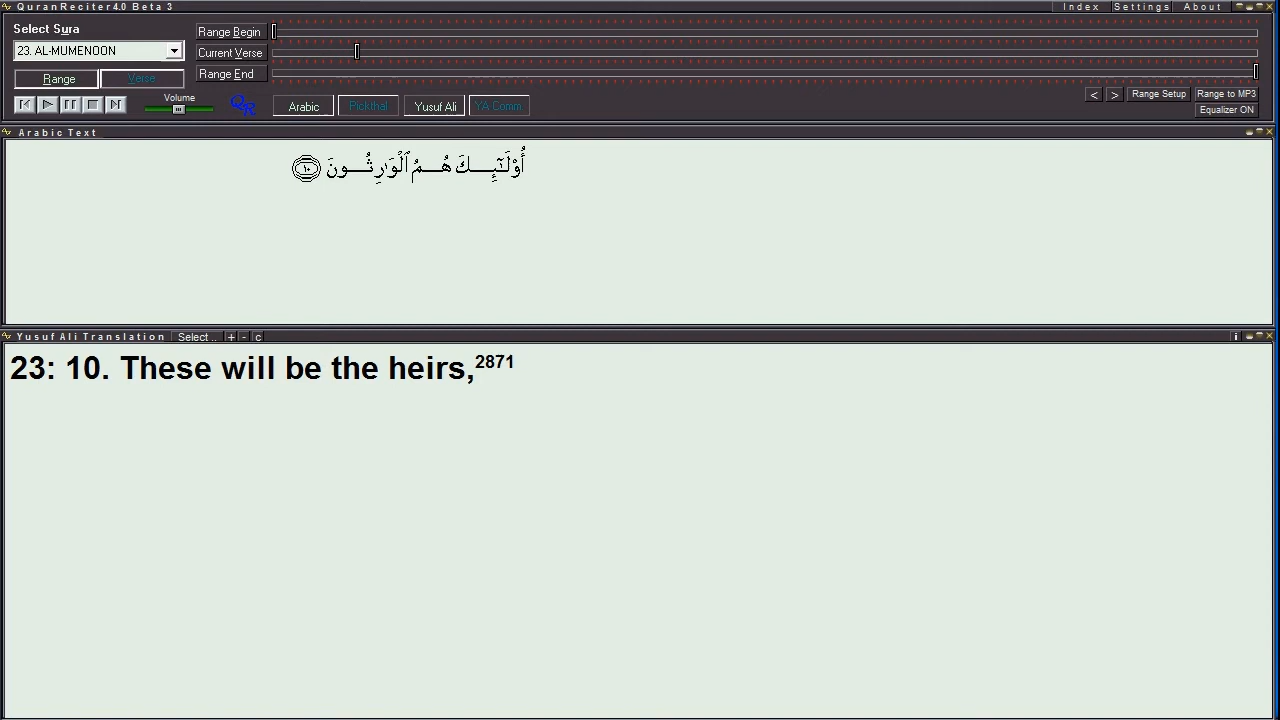 QuranReciter4.0 Beta 3
Index Settings About
Select Sura
23. AL-MUMENOON
Range Verse
Range Begin
Current Verse
Range End
Volume
QR
Arabic Pickthal Yusuf Ali YA Comm.
< > Range Setup Range to MP3
Equalizer ON
Arabic Text
أُو۟لَـٰٓئِكَ هُمُ ٱلْوَٰرِثُونَ ١٠
Yusuf Ali Translation Select .. + - c i
23: 10. These will be the heirs,2871